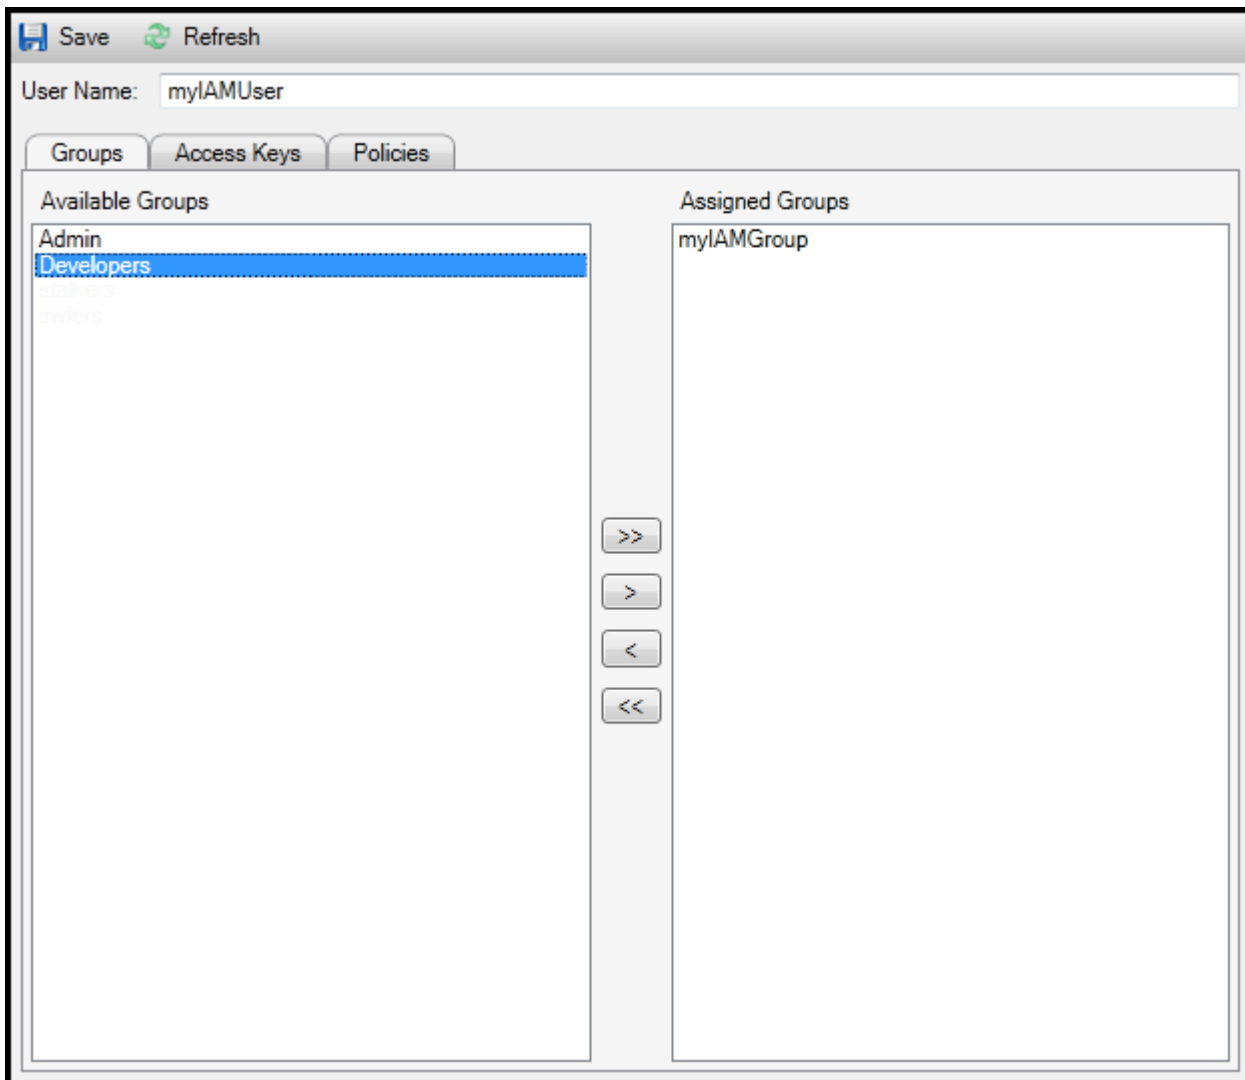 Save Refresh
User Name: myIAMUser
Groups Access Keys Policies
Available Groups
Admin
Developers
>>
>
<
<<
Assigned Groups
myIAMGroup